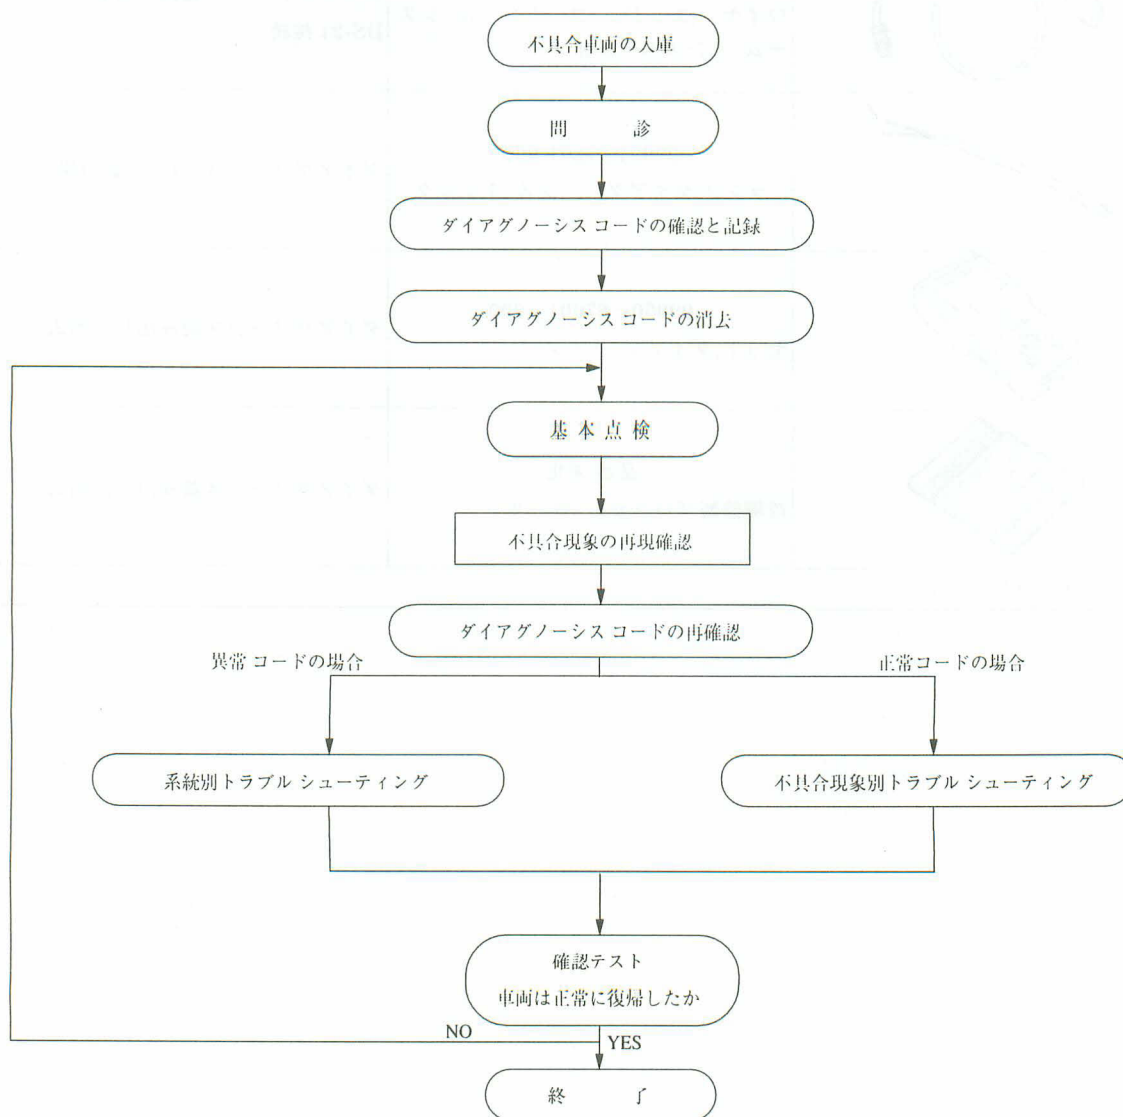 不具合車両の入庫
問 診
ダイアグノーシス コードの確認と記録
ダイアグノーシス コードの消去
基 本 点 検
不具合現象の再現確認
ダイアグノーシス コードの再確認
異常 コードの場合
正常コードの場合
系統別トラブル シューティング
不具合現象別トラブル シューティング
確認テスト
車両は正常に復帰したか
NO
YES
終 了